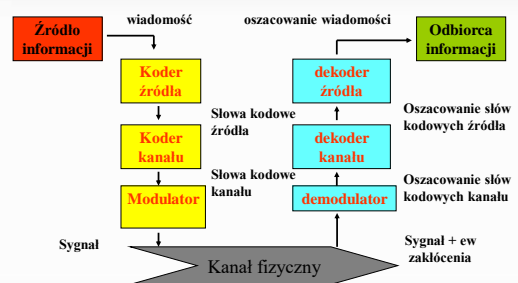 wiadomość
oszacowanie wiadomości
Źródło
informacji
Odbiorca
informacji
Koder
źródła
dekoder
źródła
Słowa kodowe
źródła
Oszacowanie słów
kodowych źródła
Koder
kanału
dekoder
kanału
Słowa kodowe
kanału
Oszacowanie słów
kodowych kanału
Modulator
demodulator
Sygnał
Sygnał + ew
zakłócenia
Kanał fizyczny